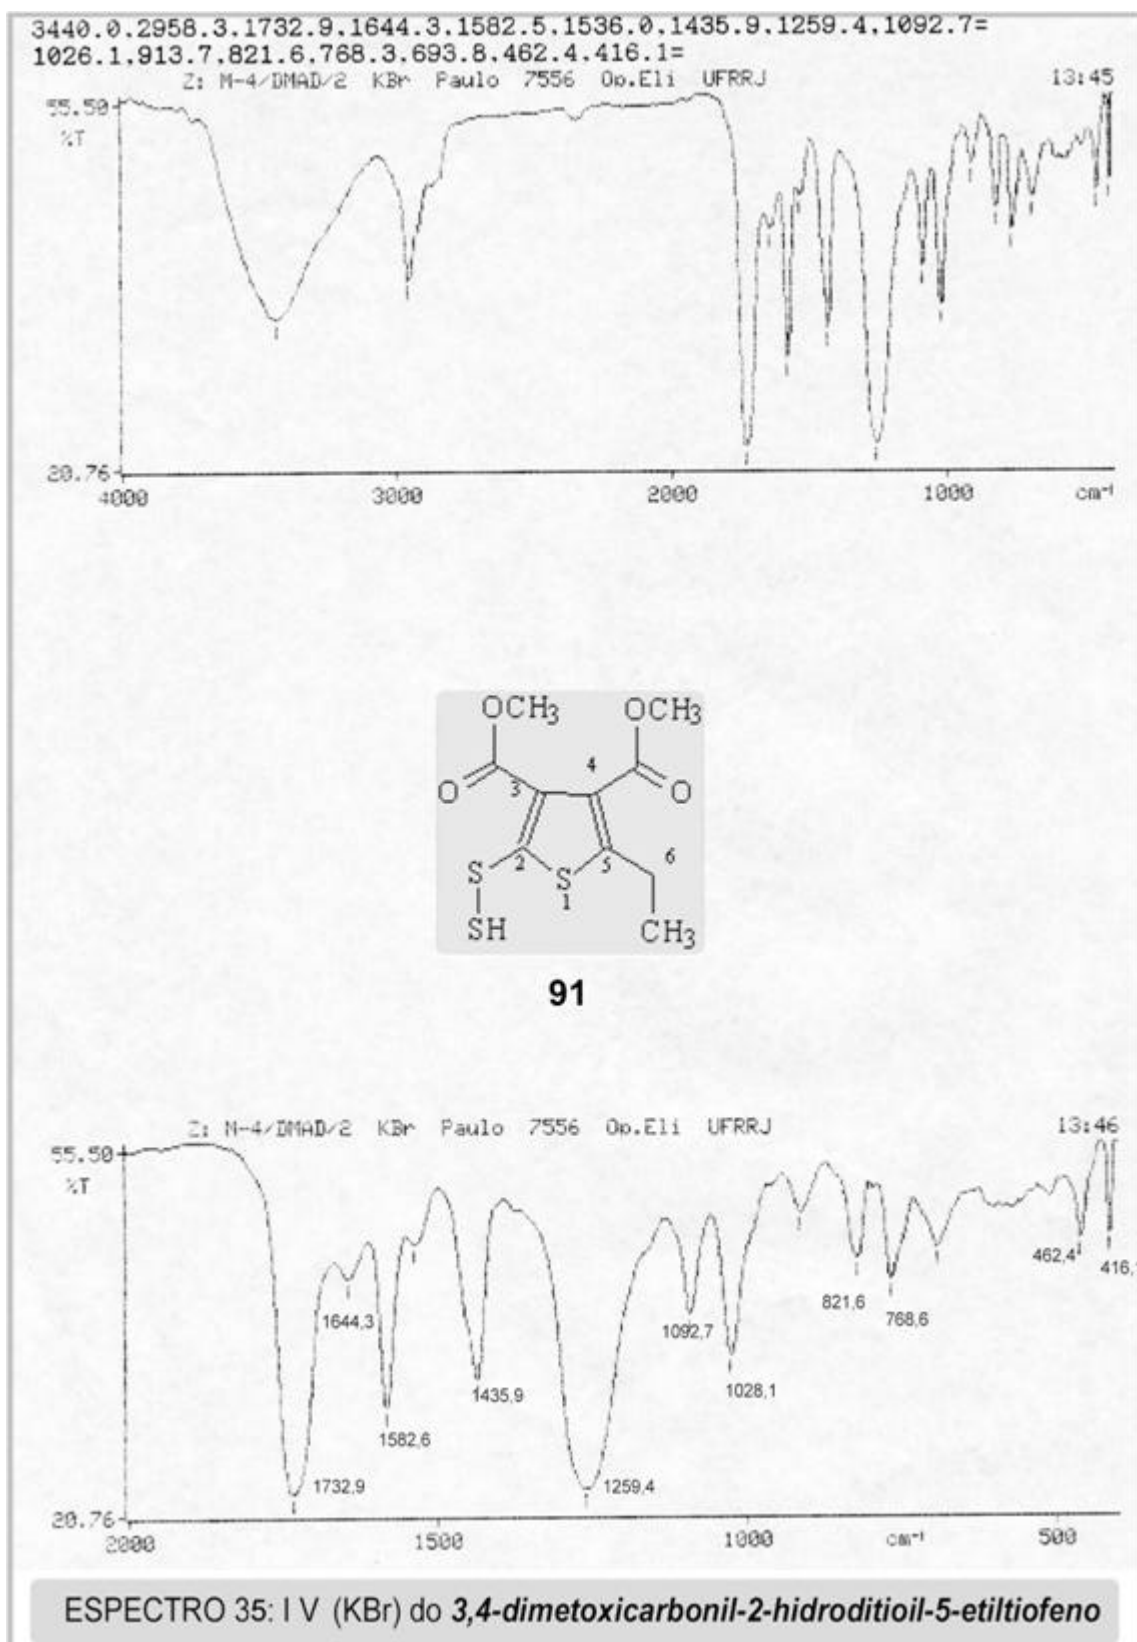 3440.0.2958.3.1732.9.1644.3.1582.5.1536.0.1435.9.1259.4.1092.7=
1026.1.913.7.821.6.768.3.693.8.462.4.416.1=
Z: M-4/DMAD/2 KBr Paulo 7556 Op.Eli UFRRJ 13:45
55.50
%T
20.76
4000 3000 2000 1000 cm-1
OCH3 OCH3
O 3 4 O
S 2 S 5 6
1
SH CH3
91
Z: M-4/DMAD/2 KBr Paulo 7556 Op.Eli UFRRJ 13:46
55.50
%T
462,4 416,1
1644,3 1092,7 821,6 768,6
1435,9 1028,1
1582,6
1732,9 1259,4
20.76
2000 1500 1000 cm-1 500
ESPECTRO 35: I V (KBr) do 3,4-dimetoxicarbonil-2-hidroditioil-5-etiltiofeno